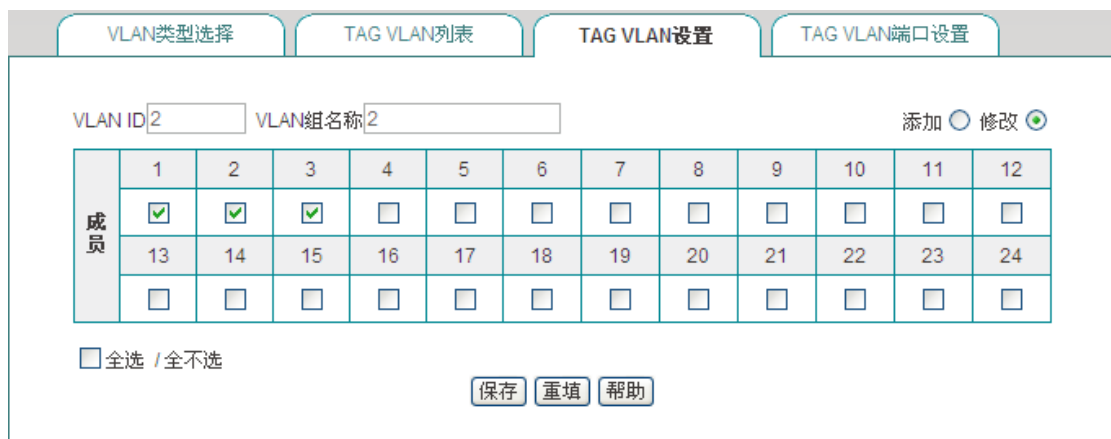 VLAN类型选择 TAG VLAN列表 TAG VLAN设置 TAG VLAN端口设置
VLAN ID 2 VLAN组名称 2 添加 修改
1 2 3 4 5 6 7 8 9 10 11 12
成员
13 14 15 16 17 18 19 20 21 22 23 24
全选 / 全不选
保存 重填 帮助